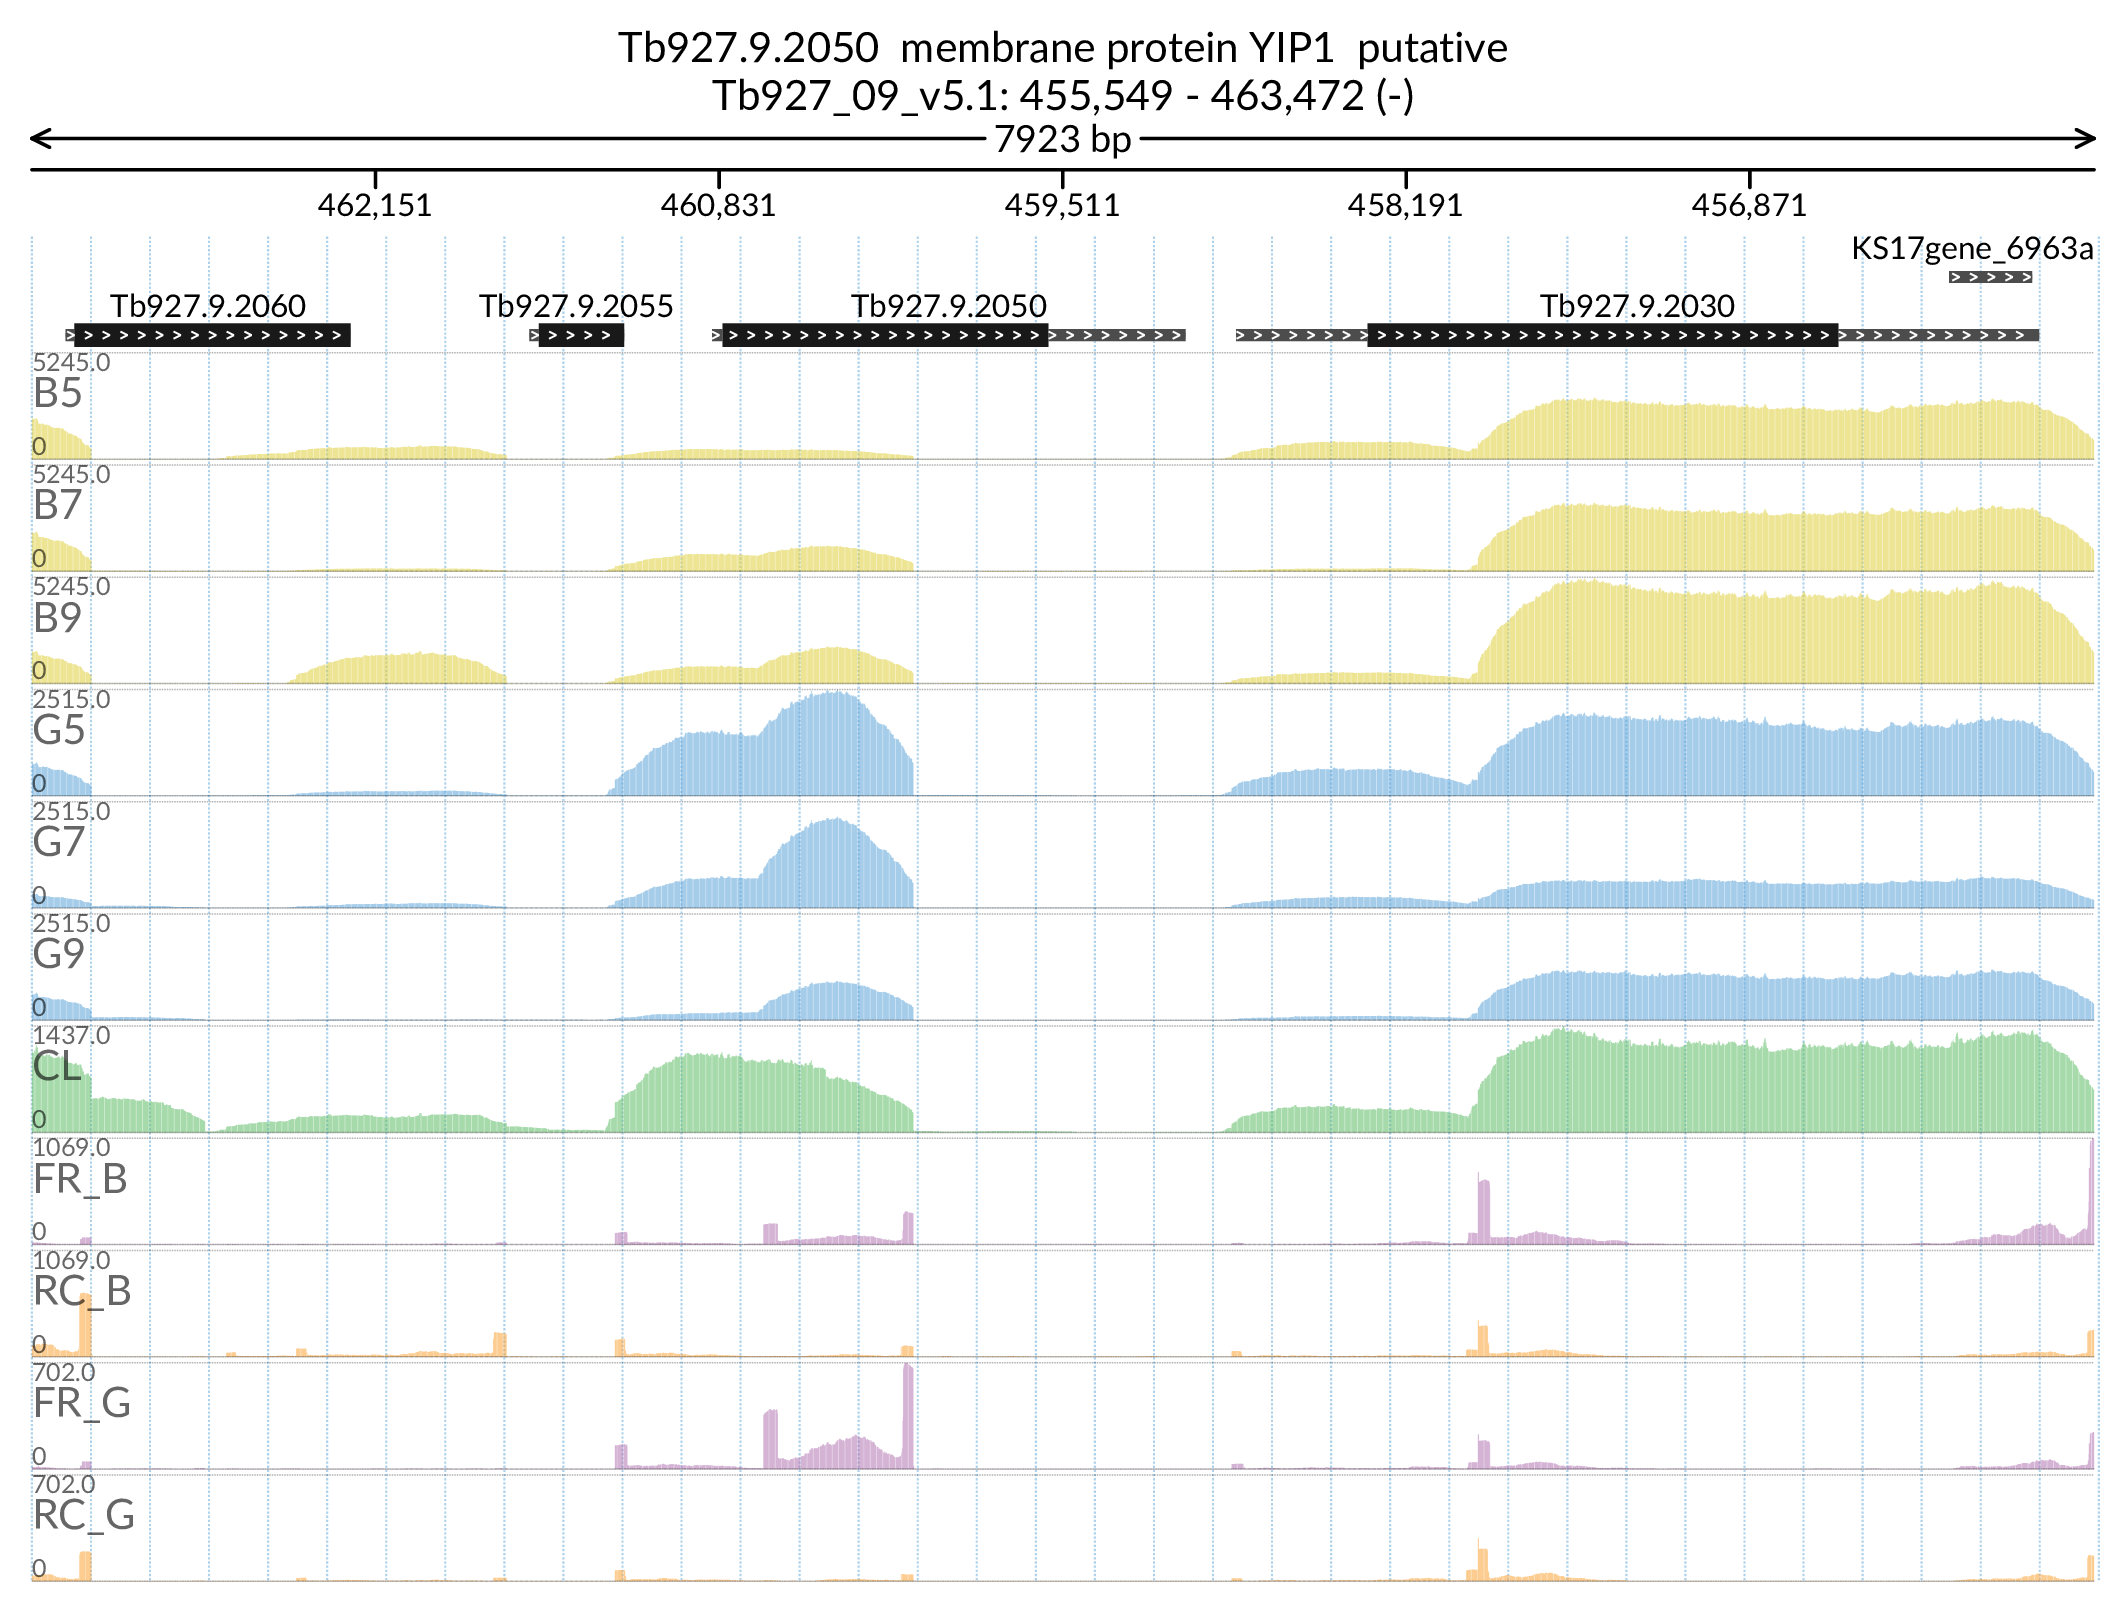 Tb927.9.2050  membrane protein YIP1  putative
Tb927_09_v5.1: 455,549 - 463,472 (-)
7923 bp
462,151 460,831 459,511 458,191 456,871
KS17gene_6963a
Tb927.9.2060 Tb927.9.2055 Tb927.9.2050 Tb927.9.2030
5245.0
B5
0
5245.0
B7
0
5245.0
B9
0
2515.0
G5
0
2515.0
G7
0
2515.0
G9
0
1437.0
CL
0
1069.0
FR_B
0
1069.0
RC_B
0
702.0
FR_G
0
702.0
RC_G
0